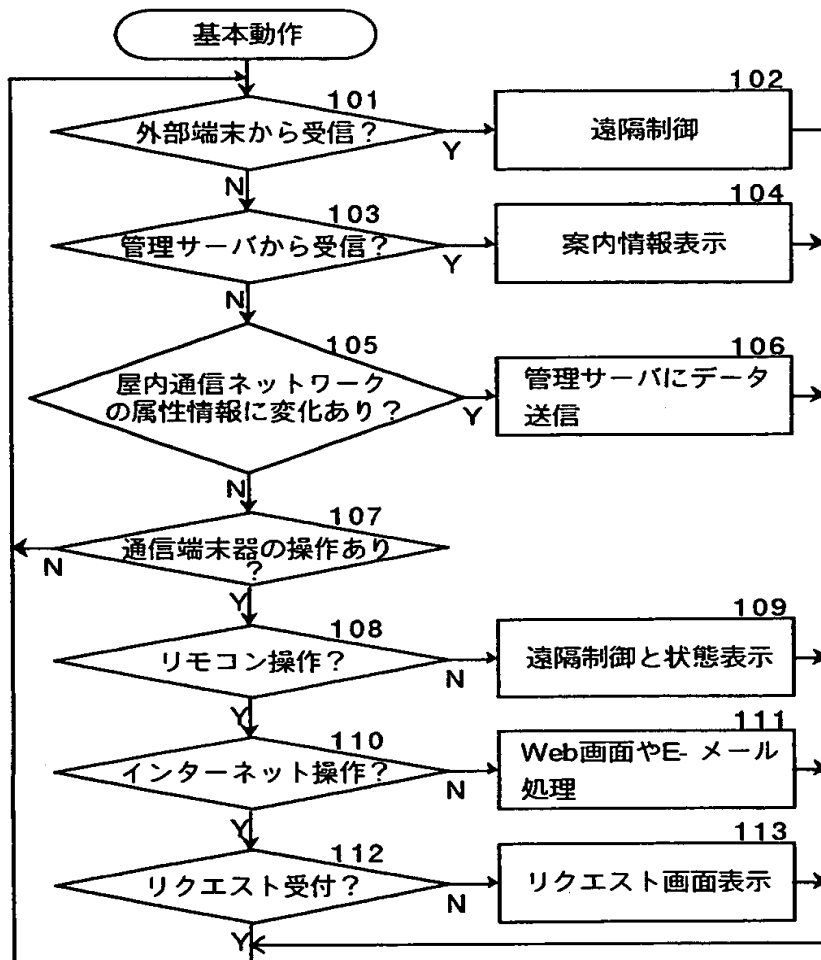 基本動作
101
外部端末から受信？
Y
N
102
遠隔制御
103
管理サーバから受信？
Y
N
104
案内情報表示
105
屋内通信ネットワーク
の属性情報に変化あり？
Y
N
106
管理サーバにデータ
送信
107
通信端末器の操作あり
？
N
Y
108
リモコン操作？
N
Y
109
遠隔制御と状態表示
110
インターネット操作？
N
Y
111
Web画面やE-メール
処理
112
リクエスト受付？
N
Y
113
リクエスト画面表示